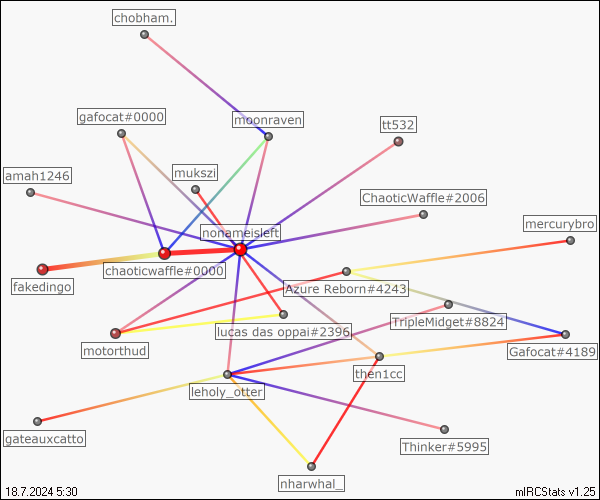 chobham.
gafocat#0000
moonraven
tt532
mukszi
amah1246
ChaoticWaffle#2006
mercurybro
nonameisleft
chaoticwaffle#0000
fakedingo
Azure Reborn#4243
TripleMidget#8824
lucas das oppai#2396
motorthud
Gafocat#4189
then1cc
leholy_otter
gateauxcatto
Thinker#5995
nharwhal_
18.7.2024 5:30
mIRCStats v1.25